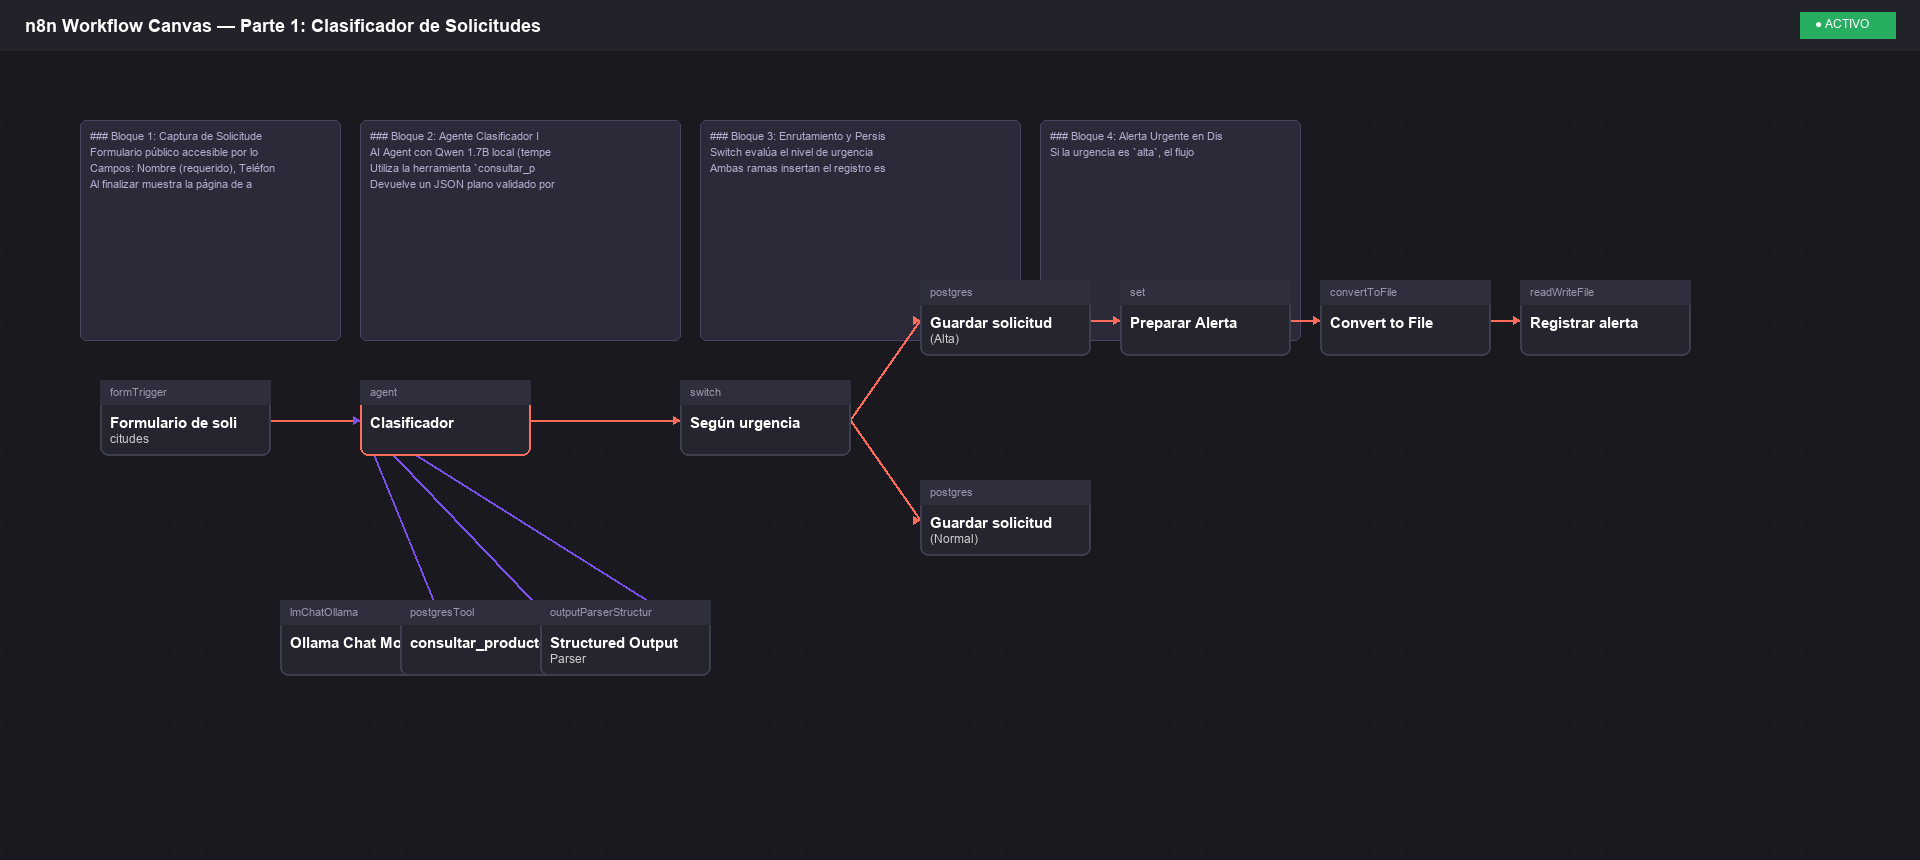 n8n Workflow Canvas — Parte 1: Clasificador de Solicitudes
● ACTIVO
### Bloque 1: Captura de Solicitude
Formulario público accesible por lo
Campos: Nombre (requerido), Teléfon
Al finalizar muestra la página de a
### Bloque 2: Agente Clasificador I
AI Agent con Qwen 1.7B local (tempe
Utiliza la herramienta `consultar_p
Devuelve un JSON plano validado por
### Bloque 3: Enrutamiento y Persis
Switch evalúa el nivel de urgencia
Ambas ramas insertan el registro es
### Bloque 4: Alerta Urgente en Dis
Si la urgencia es `alta`, el flujo
postgres
Guardar solicitud
(Alta)
set
Preparar Alerta
convertToFile
Convert to File
readWriteFile
Registrar alerta
formTrigger
Formulario de soli
citudes
agent
Clasificador
switch
Según urgencia
postgres
Guardar solicitud
(Normal)
lmChatOllama
Ollama Chat Mo
postgresTool
consultar_product
outputParserStructur
Structured Output
Parser